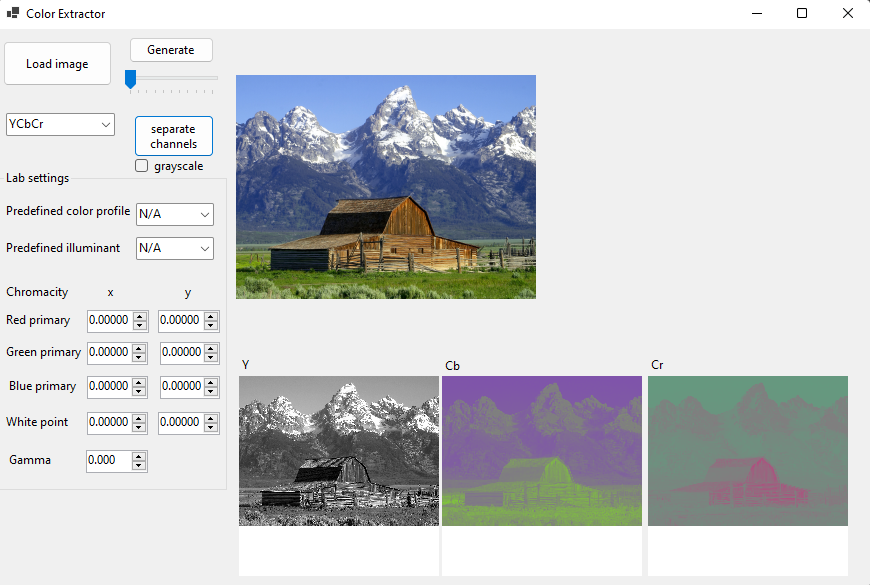 Color Extractor
Load image
Generate
YCbCr
separate
channels
grayscale
Lab settings
Predefined color profile N/A
Predefined illuminant N/A
Chromacity x y
Red primary 0.00000 0.00000
Green primary 0.00000 0.00000
Blue primary 0.00000 0.00000
White point 0.00000 0.00000
Gamma 0.000
Y Cb Cr